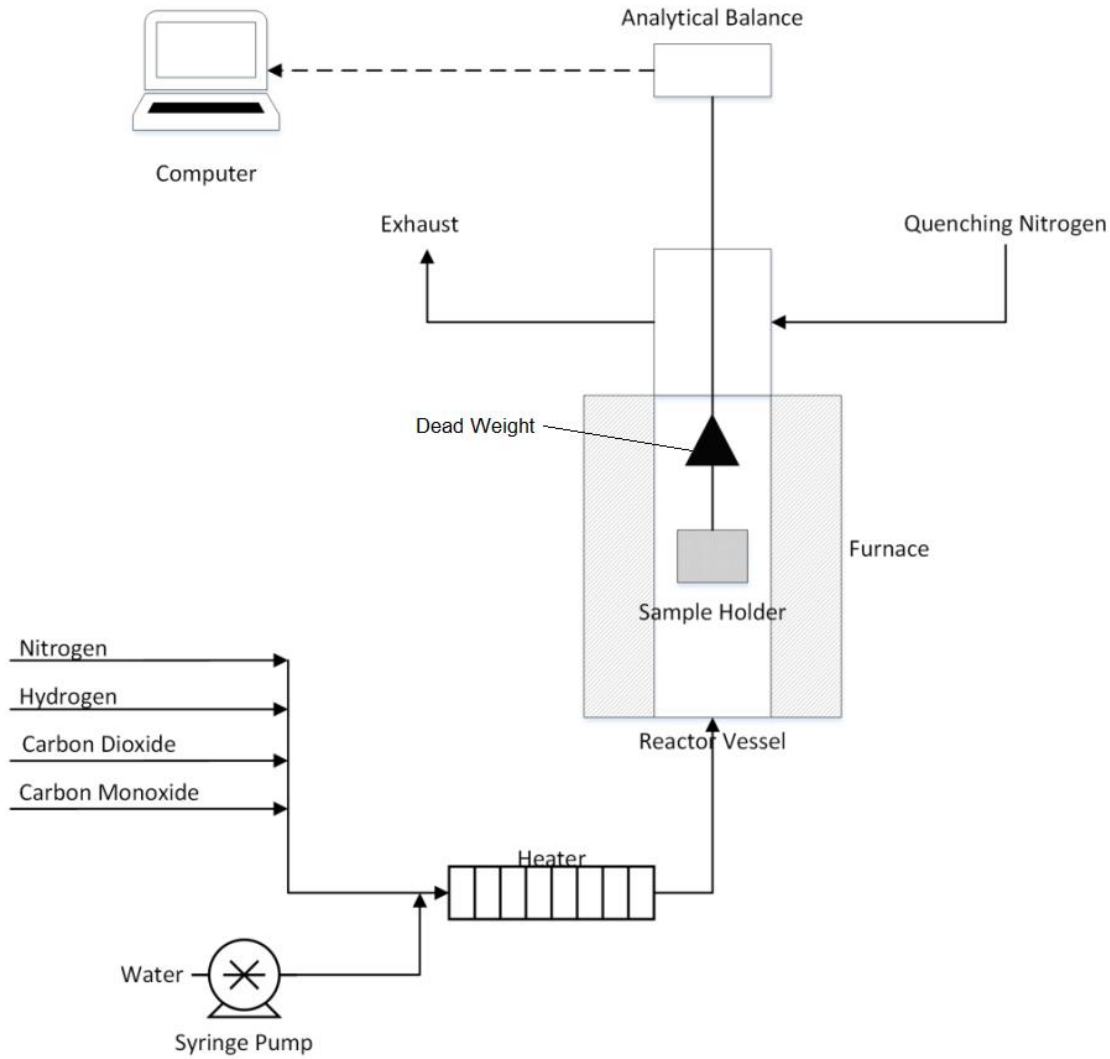 Analytical Balance
Computer
Exhaust
Quenching Nitrogen
Dead Weight
Furnace
Sample Holder
Nitrogen
Hydrogen
Carbon Dioxide
Carbon Monoxide
Reactor Vessel
Heater
Water
Syringe Pump